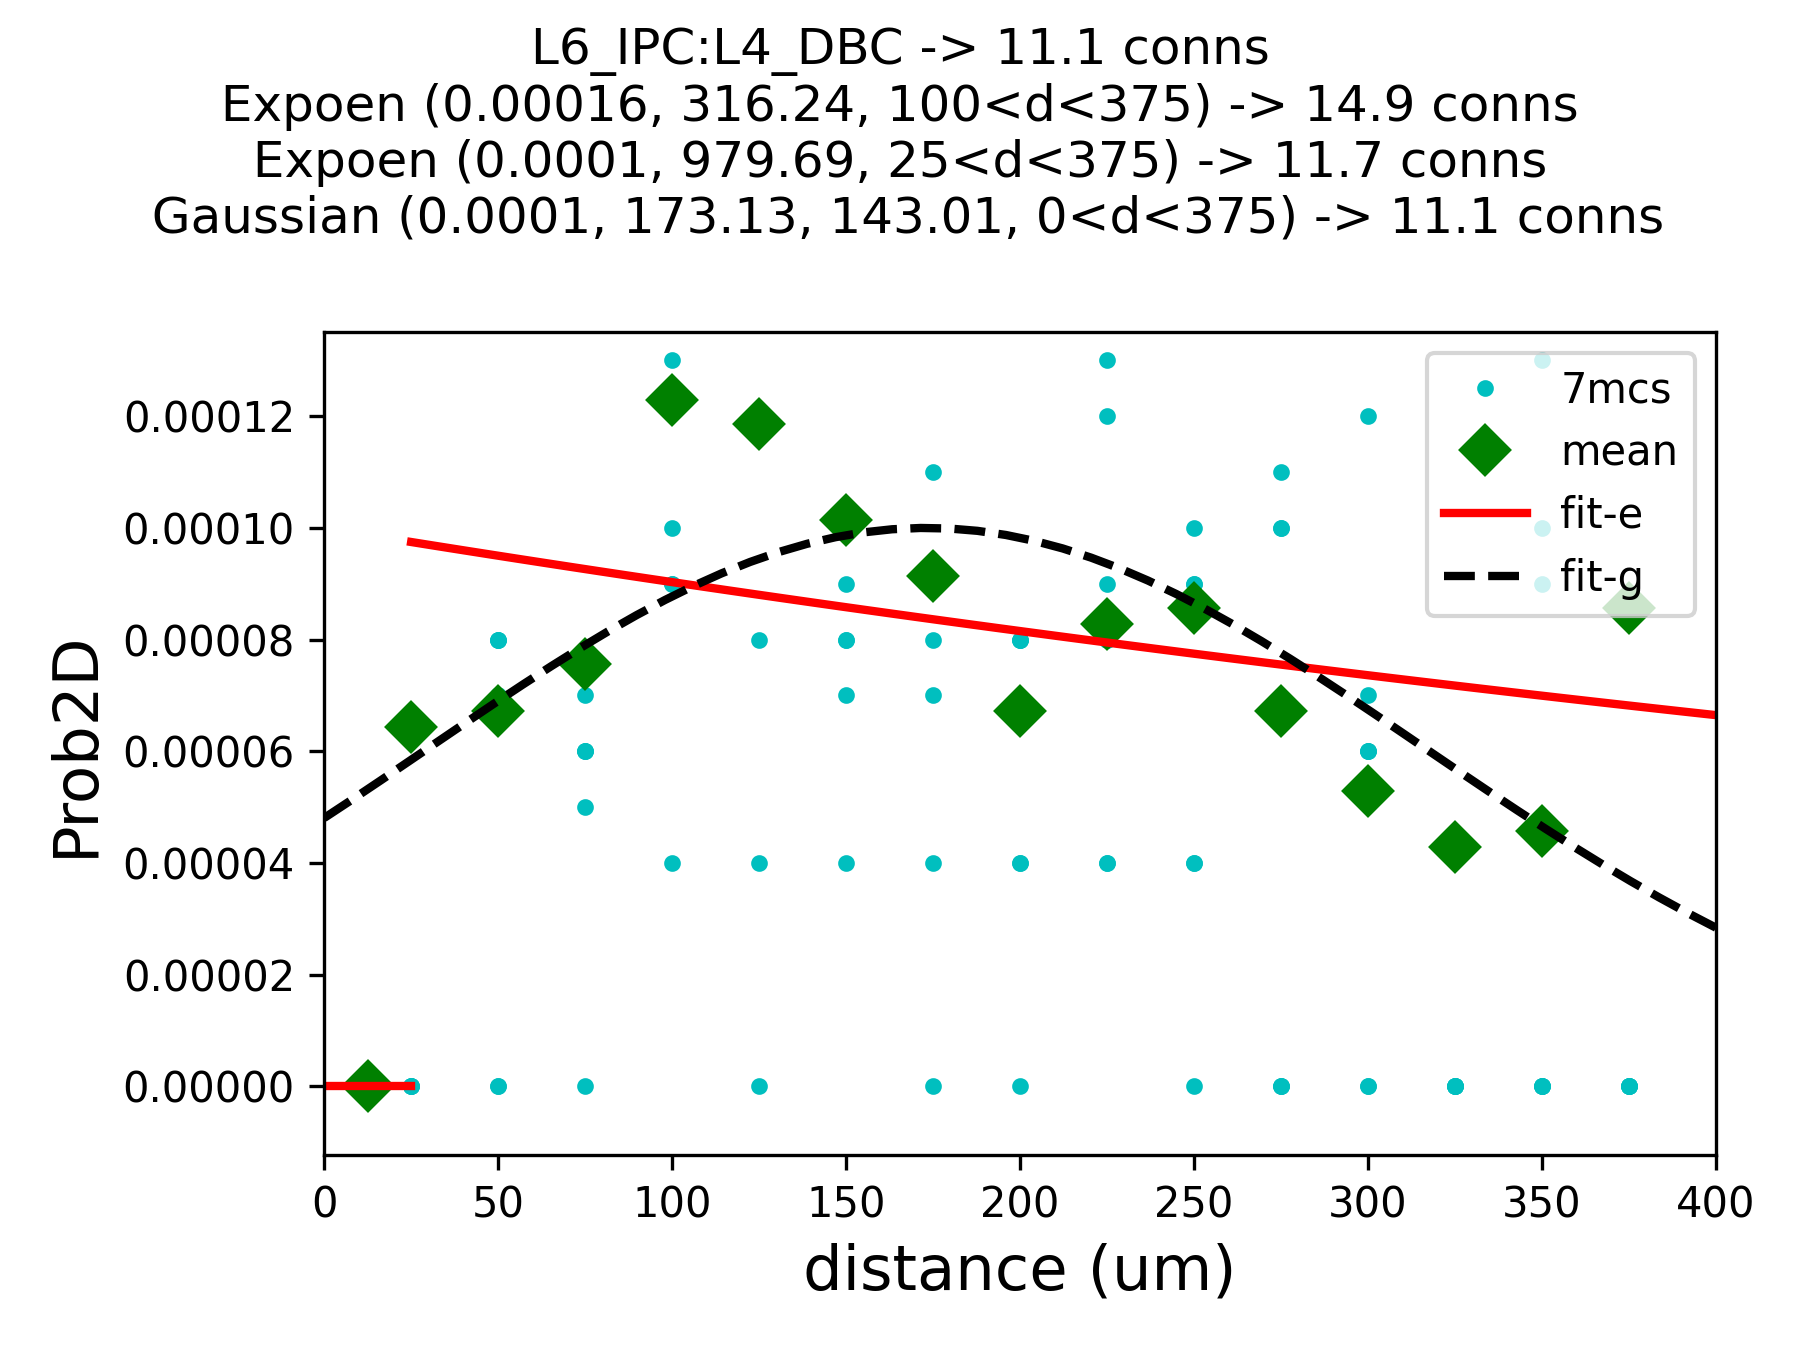 L6_IPC:L4_DBC -> 11.1 conns
Expoen (0.00016, 316.24, 100<d<375) -> 14.9 conns
Expoen (0.0001, 979.69, 25<d<375) -> 11.7 conns
Gaussian (0.0001, 173.13, 143.01, 0<d<375) -> 11.1 conns
7mcs
mean
fit-e
fit-g
Prob2D
0.00012
0.00010
0.00008
0.00006
0.00004
0.00002
0.00000
0 50 100 150 200 250 300 350 400
distance (um)